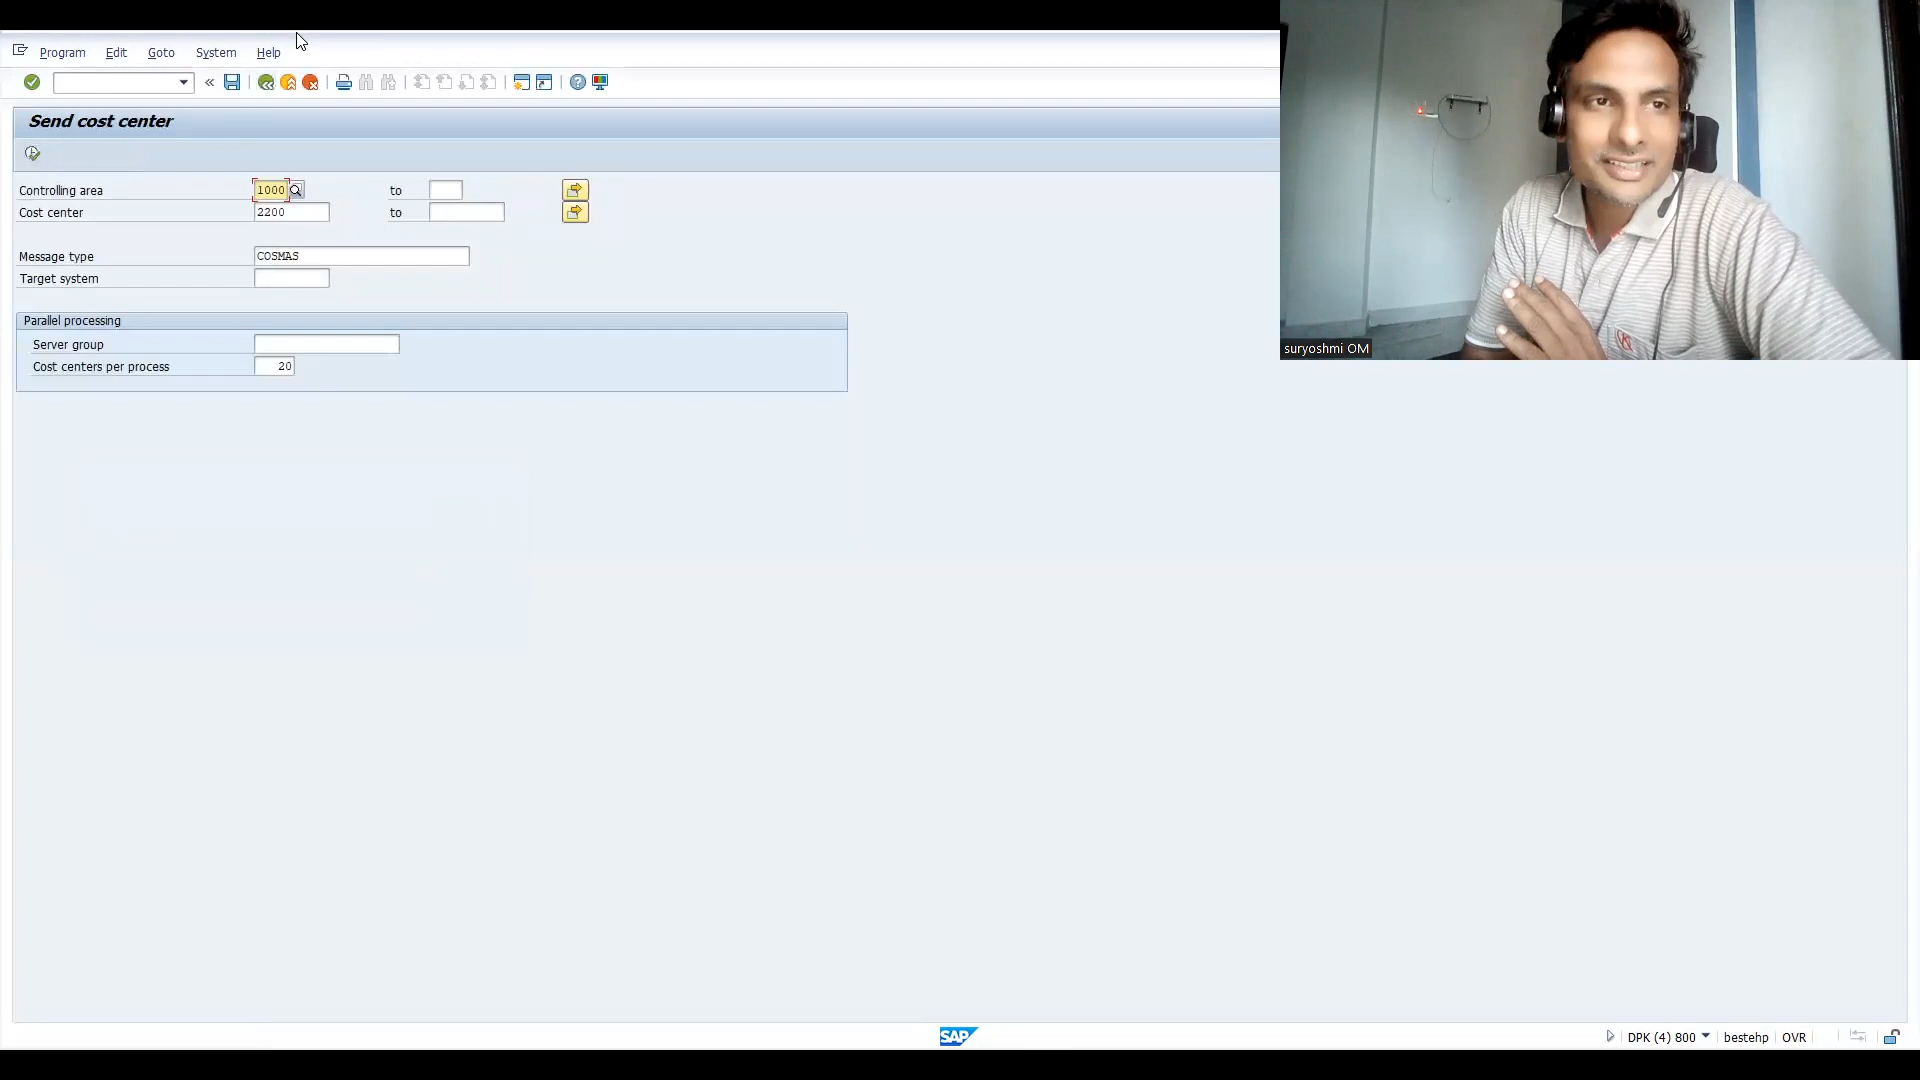 Program Edit Goto System Help
Send cost center
Controlling area 1000 to
Cost center 2200 to
Message type COSMAS
Target system
Parallel processing
Server group
Cost centers per process 20
suryoshmi OM
SAP
DPK (4) 800 bestehp OVR